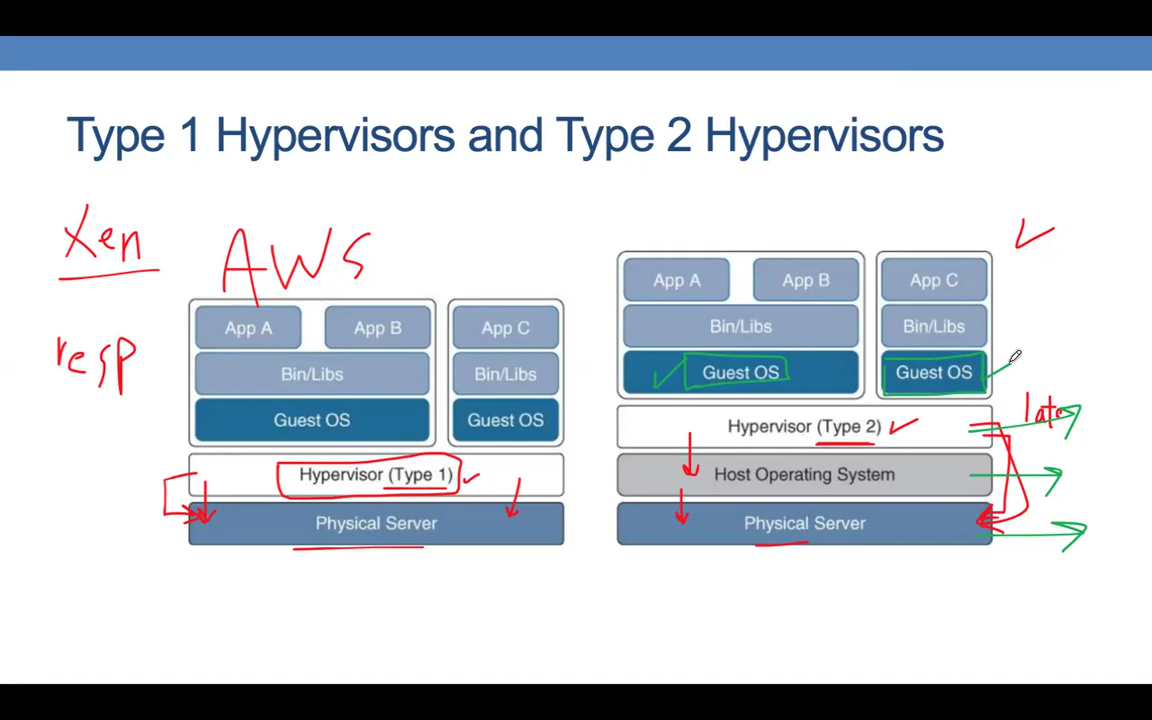 Type 1 Hypervisors and Type 2 Hypervisors
Xen AWS
resp
App A App B App C
Bin/Libs Bin/Libs
Guest OS Guest OS
Hypervisor (Type 1)
Physical Server
App A App B App C
Bin/Libs Bin/Libs
Guest OS Guest OS
Hypervisor (Type 2)
Host Operating System
Physical Server